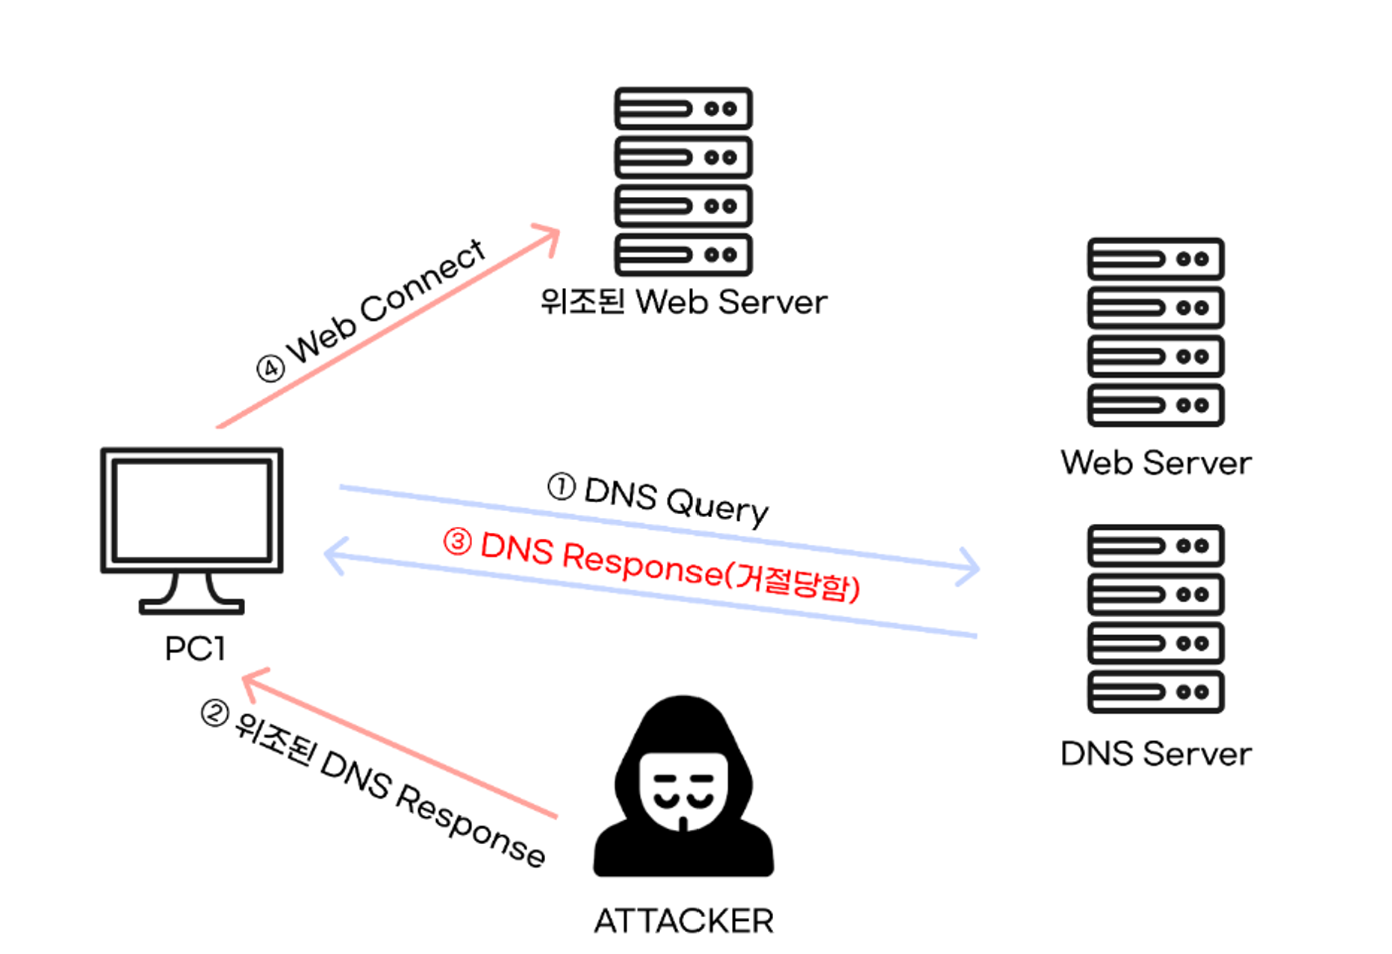 위조된 Web Server
④ Web Connect
Web Server
① DNS Query
③ DNS Response(거절당함)
PC1
② 위조된 DNS Response
DNS Server
ATTACKER